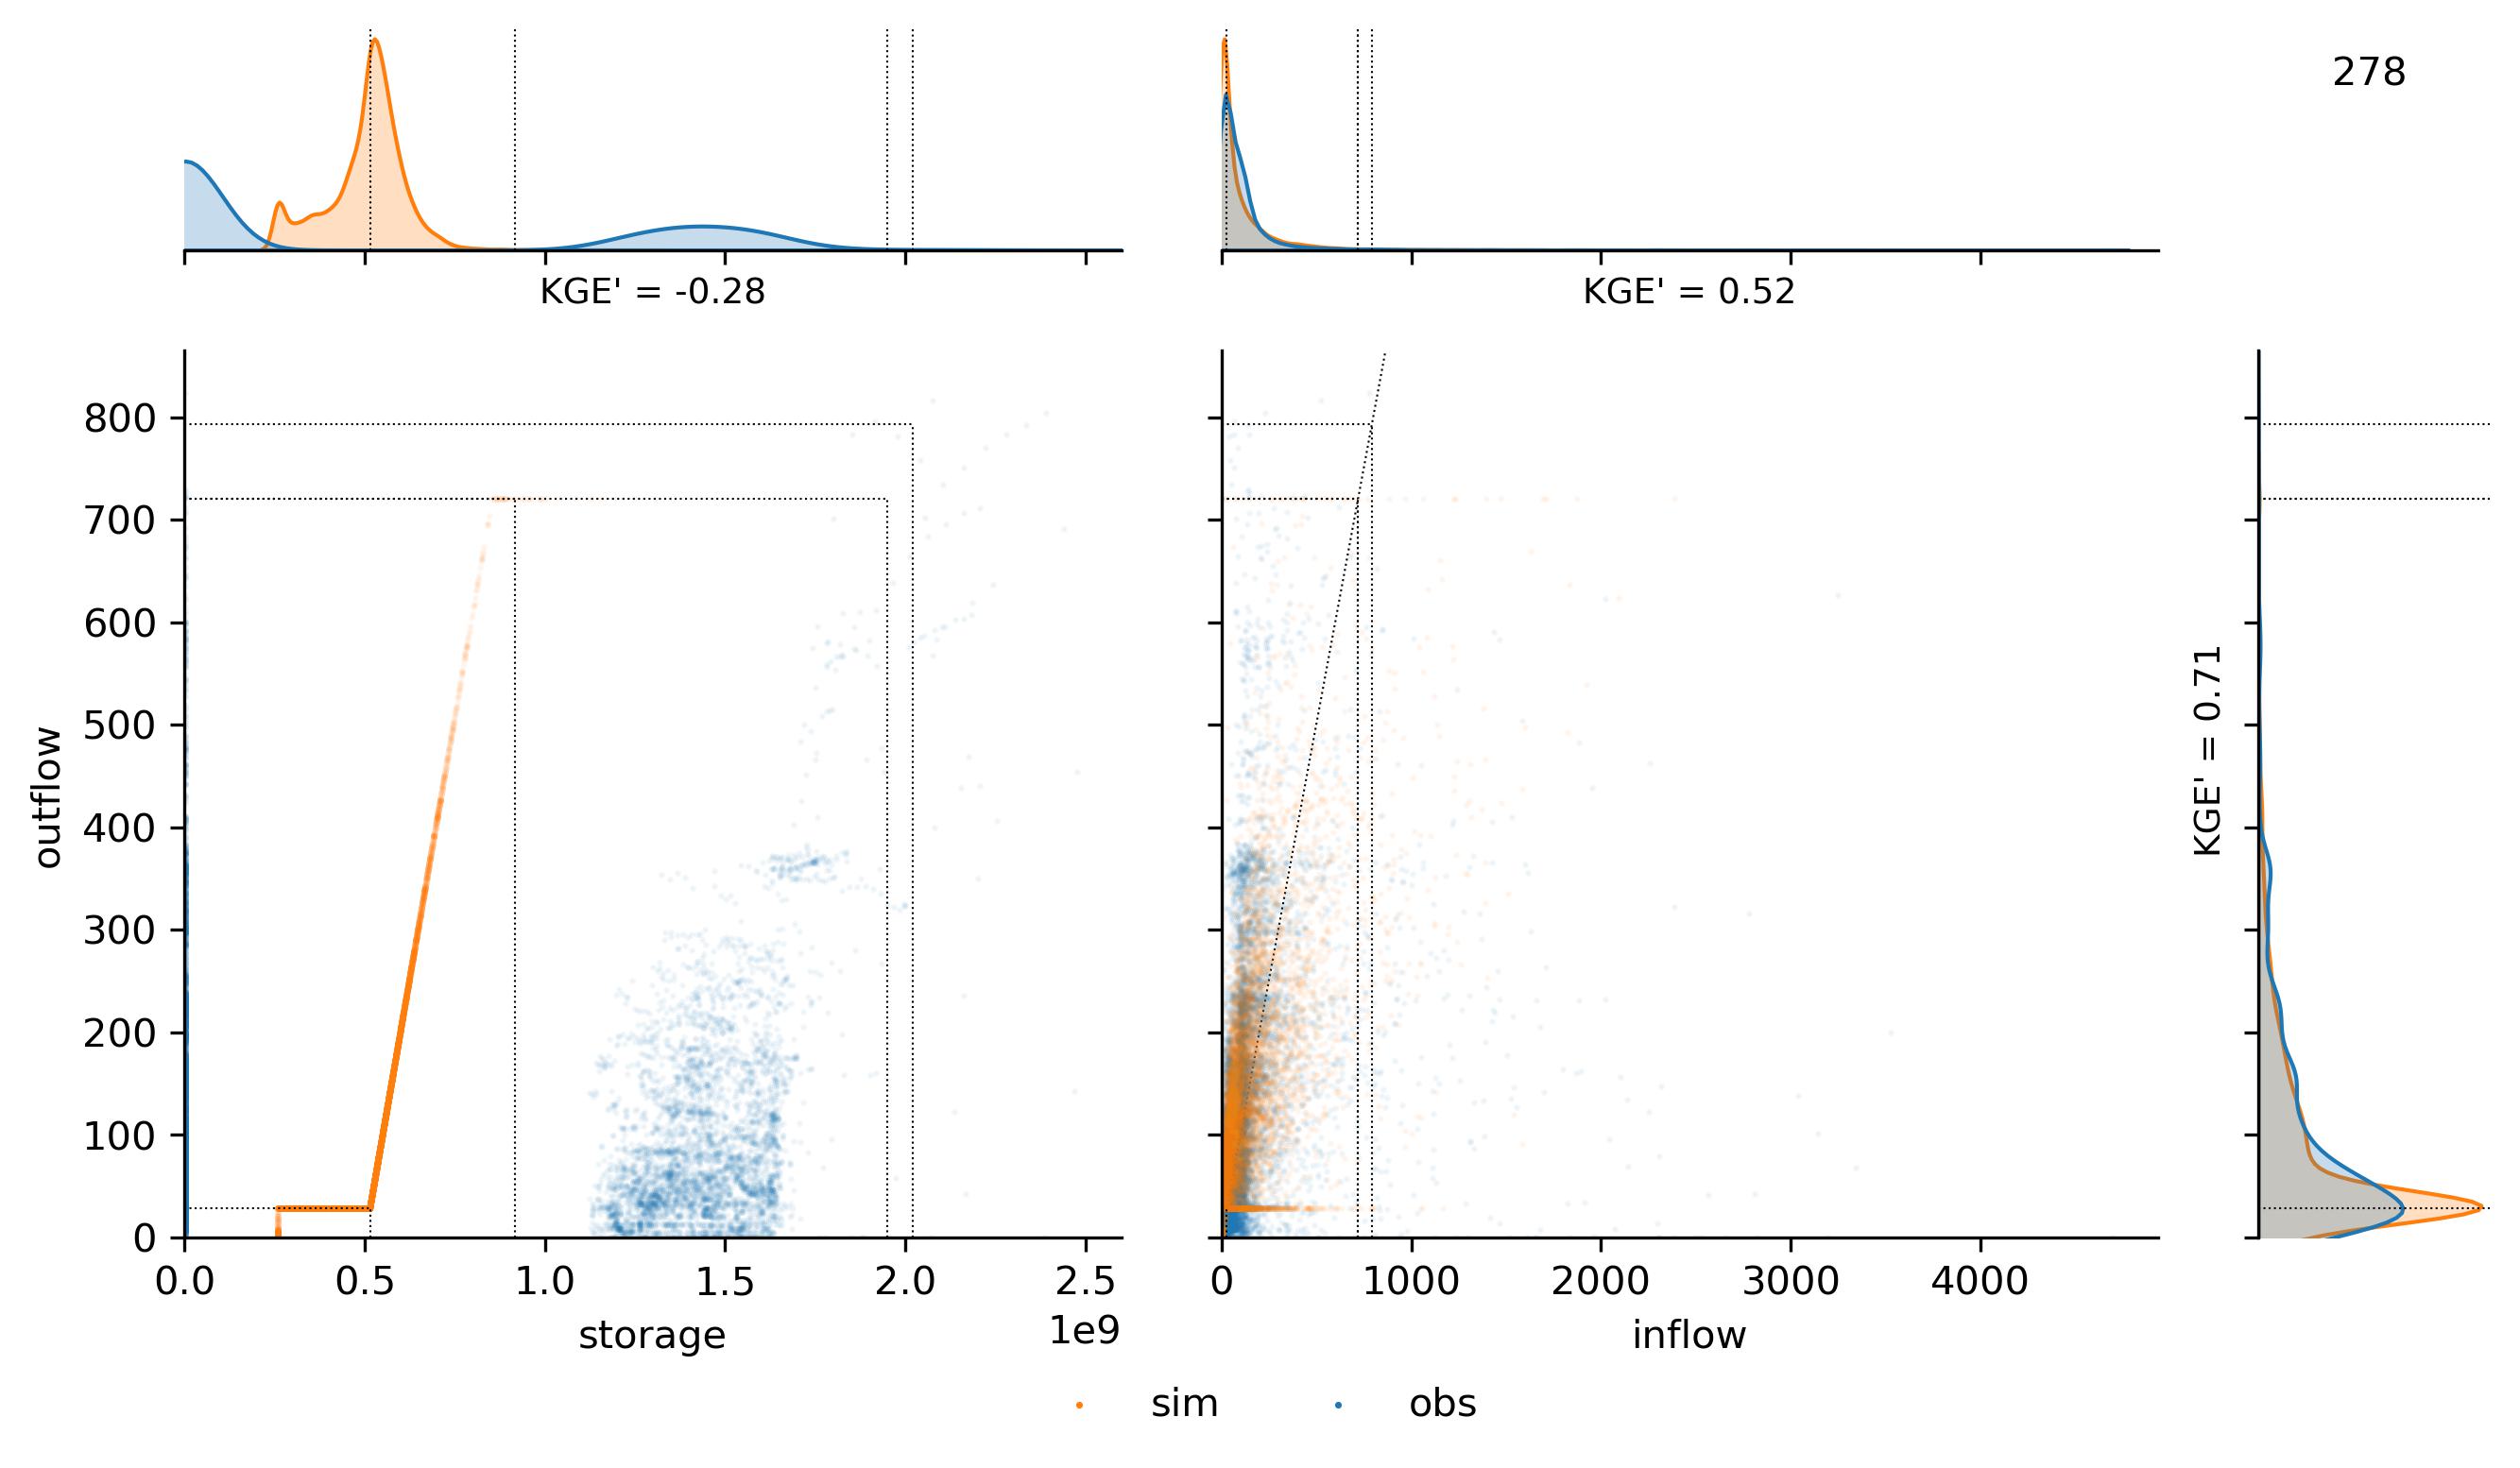 278
KGE' = -0.28
KGE' = 0.52
800
700
600
500
400
300
200
100
0
outflow
KGE' = 0.71
0.0 0.5 1.0 1.5 2.0 2.5
1e9
storage
0 1000 2000 3000 4000
inflow
sim obs